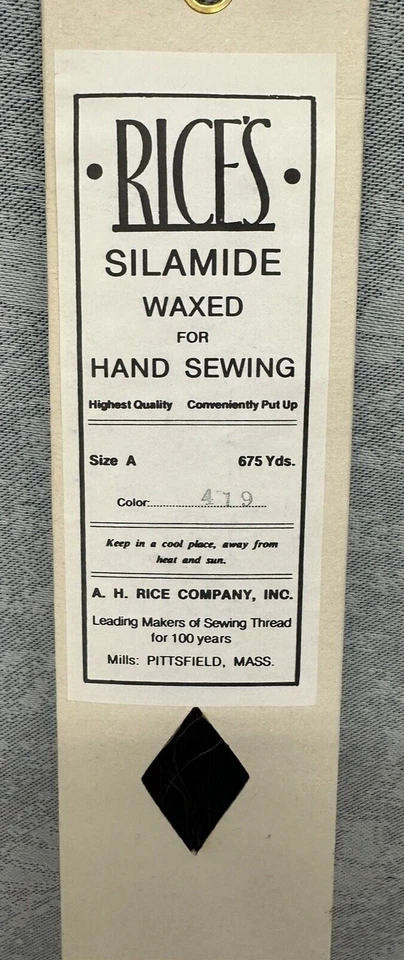 • RICE'S •
SILAMIDE
WAXED
FOR
HAND SEWING
Highest Quality Conveniently Put Up
Size A 675 Yds.
Color:............419............
Keep in a cool place, away from
heat and sun.
A. H. RICE COMPANY, INC.
Leading Makers of Sewing Thread
for 100 years
Mills: PITTSFIELD, MASS.